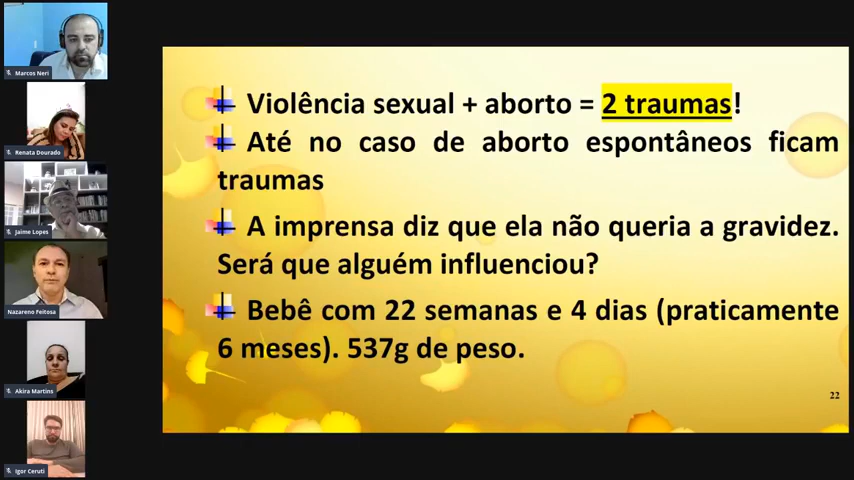 Marcos Neri
Renata Dourado
Jaime Lopes
Nazareno Feitosa
Akira Martins
Igor Ceruti
Violência sexual + aborto = 2 traumas!
Até no caso de aborto espontâneos ficam
traumas
A imprensa diz que ela não queria a gravidez.
Será que alguém influenciou?
Bebê com 22 semanas e 4 dias (praticamente
6 meses). 537g de peso.
22